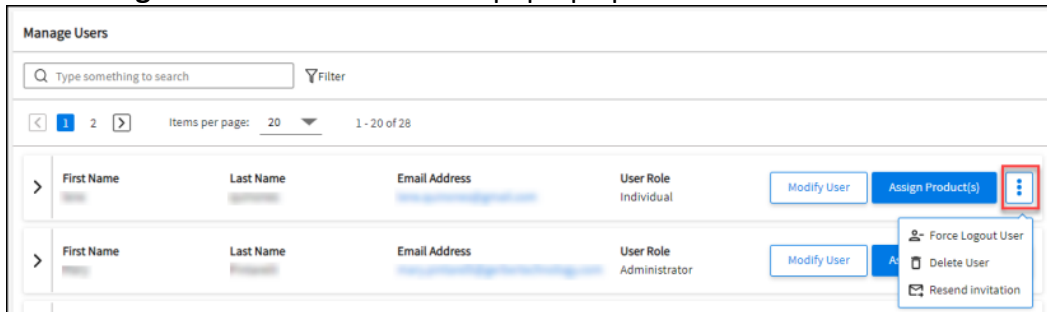 Manage Users
Type something to search
Filter
1 2 Items per page: 20 1 - 20 of 28
First Name Last Name Email Address User Role
Individual
Modify User Assign Product(s)
Force Logout User
Delete User
Resend invitation
First Name Last Name Email Address User Role
Administrator
Modify User